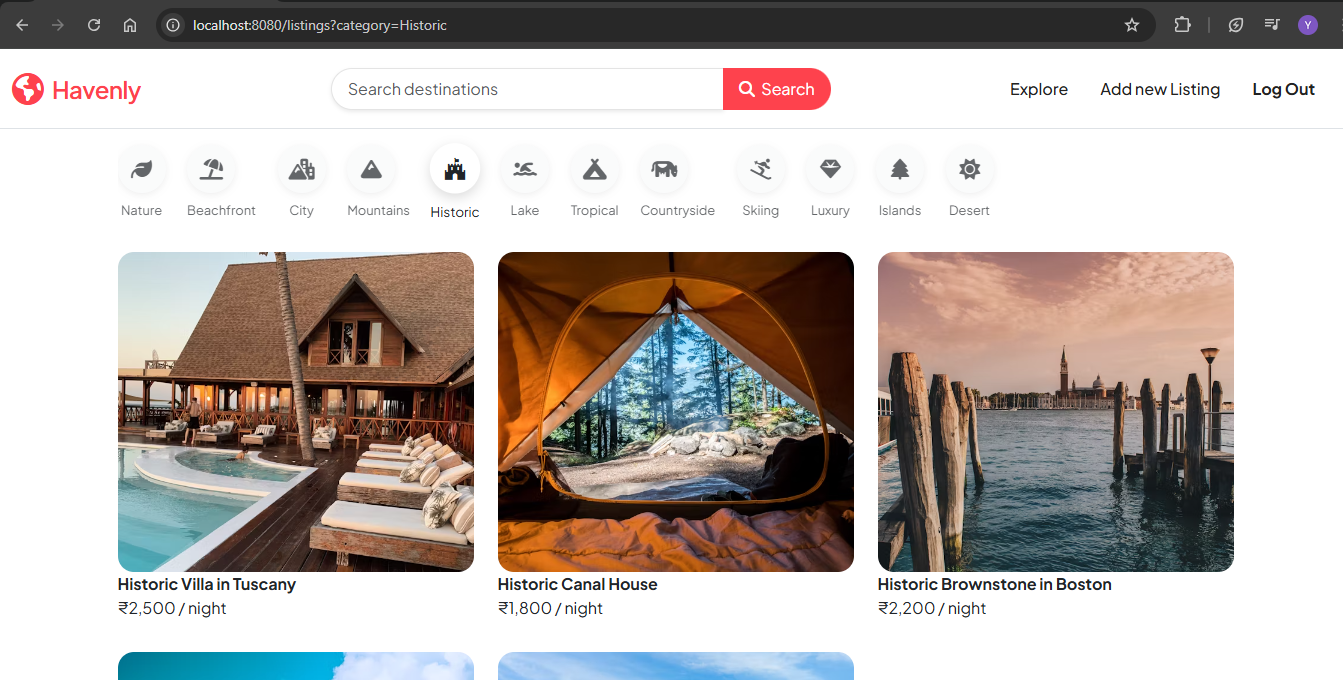 localhost:8080/listings?category=Historic
Y
Havenly
Search destinations
Search
Explore
Add new Listing
Log Out
Nature
Beachfront
City
Mountains
Historic
Lake
Tropical
Countryside
Skiing
Luxury
Islands
Desert
Historic Villa in Tuscany
₹2,500 / night
Historic Canal House
₹1,800 / night
Historic Brownstone in Boston
₹2,200 / night